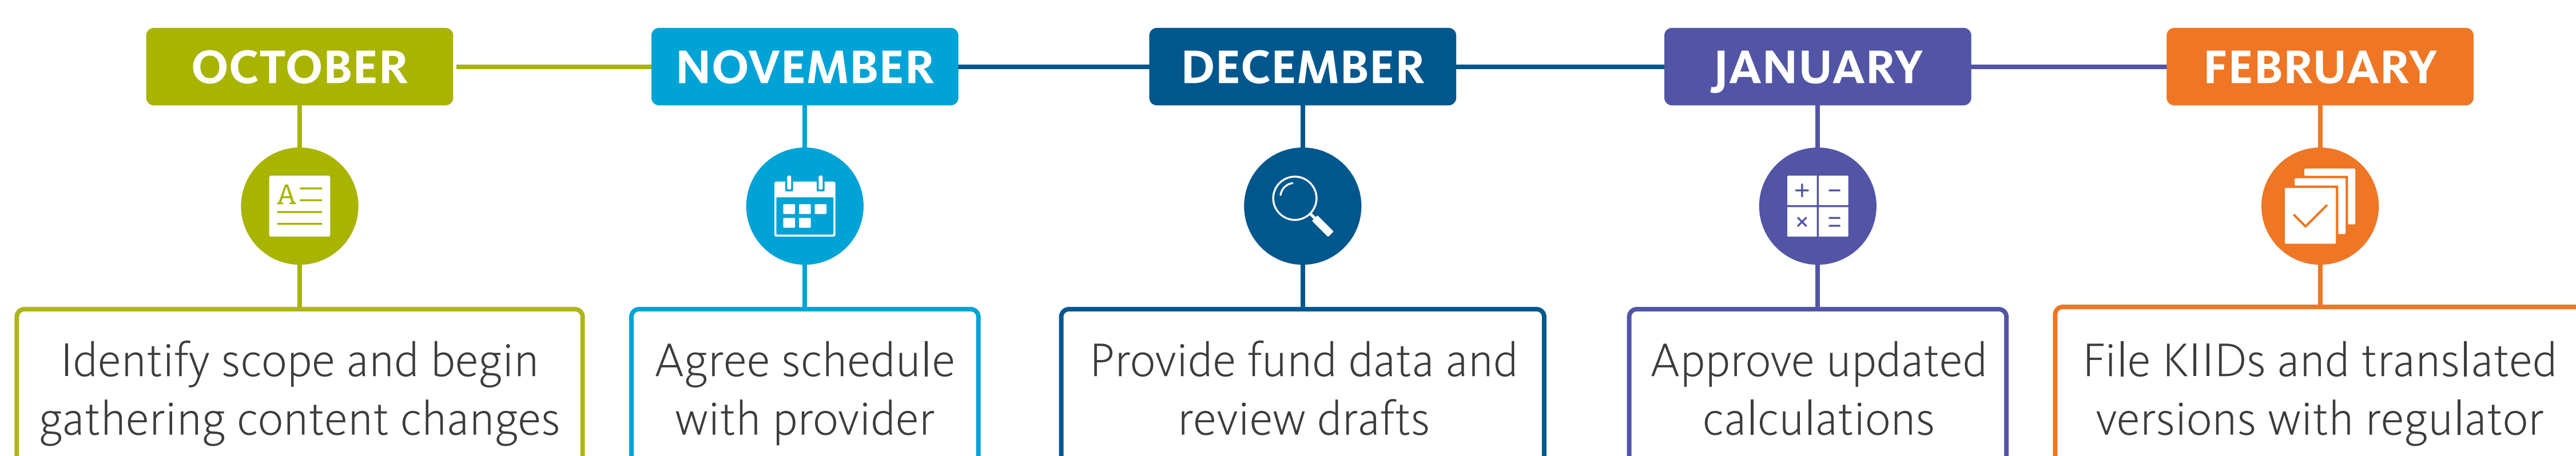 OCTOBER
NOVEMBER
DECEMBER
JANUARY
FEBRUARY
A
+ −
× =
Identify scope and begin
gathering content changes
Agree schedule
with provider
Provide fund data and
review drafts
Approve updated
calculations
File KIIDs and translated
versions with regulator